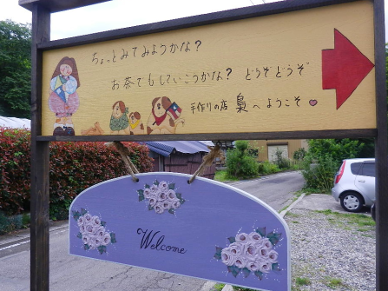 ちょっとみてみようかな?
お茶でもしていこうかな? どうぞどうぞ
手作りの店 梟へようこそ
Welcome